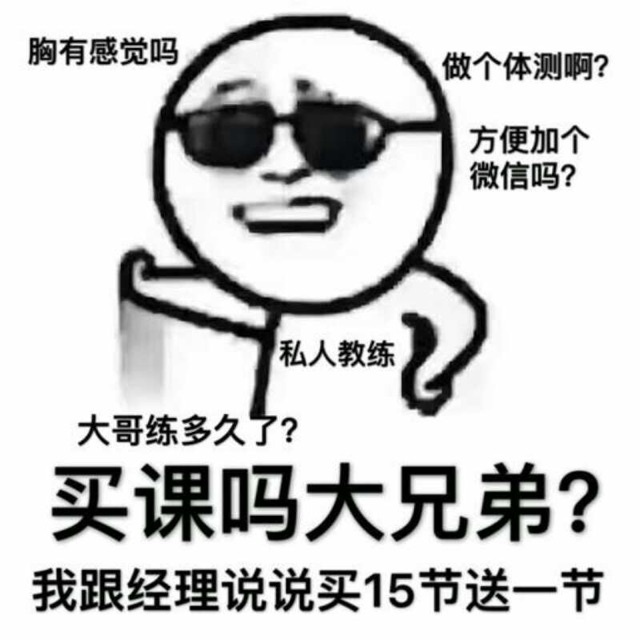 胸有感觉吗
做个体测啊?
方便加个
微信吗?
私人教练
大哥练多久了?
买课吗大兄弟?
我跟经理说说买15节送一节